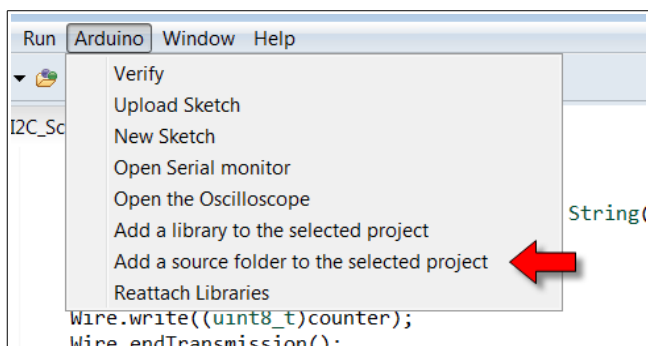 Run Arduino Window Help
Verify
Upload Sketch
I2C_Sc
New Sketch
Open Serial monitor
Open the Oscilloscope
String(
Add a library to the selected project
Add a source folder to the selected project
Reattach Libraries
Wire.write((uint8_t)counter);
Wire.endTransmission();